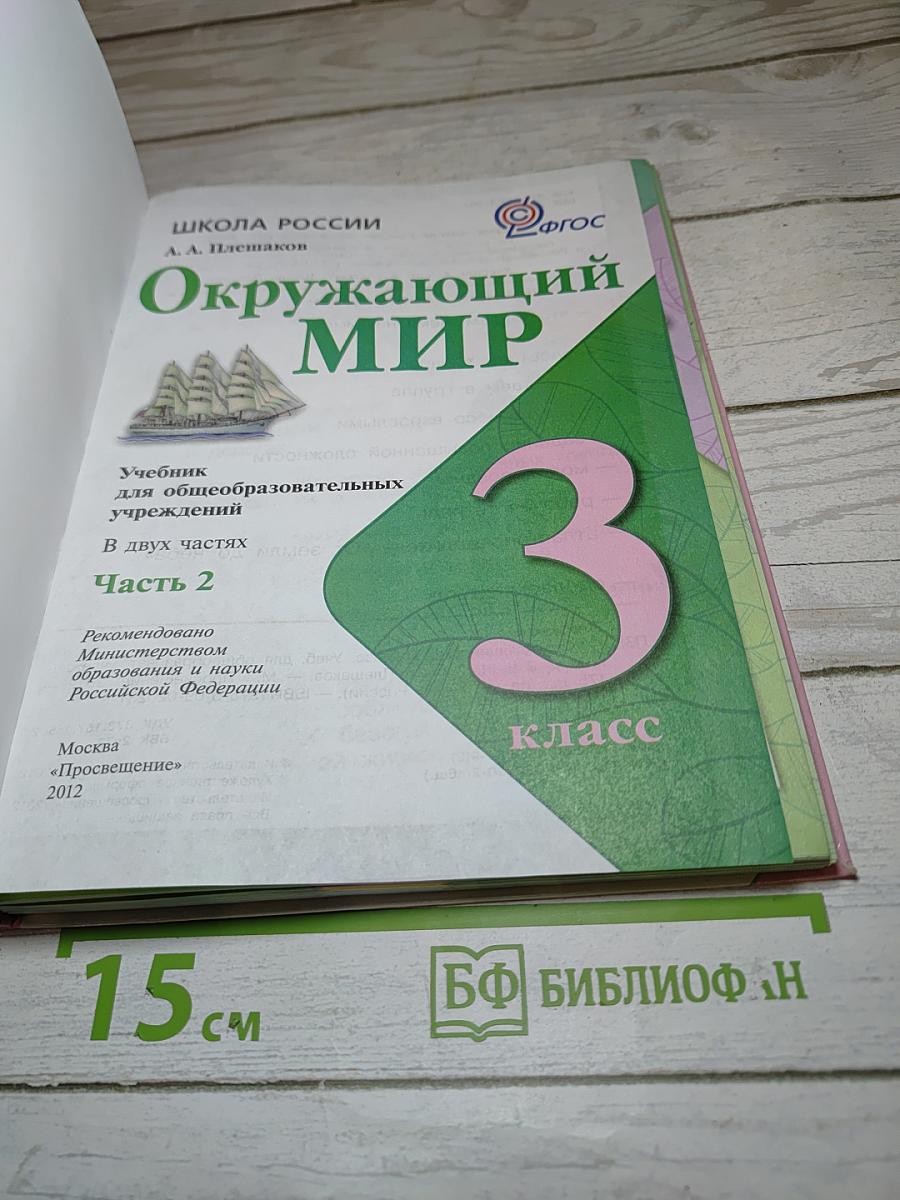 ШКОЛА РОССИИ
ФГОС
А. А. Плешаков
Окружающий
МИР
Учебник
для общеобразовательных
учреждений
В двух частях
Часть 2
Рекомендовано
Министерством
образования и науки
Российской Федерации
Москва
«Просвещение»
2012
3
класс
15 см
БФ БИБЛИОФ